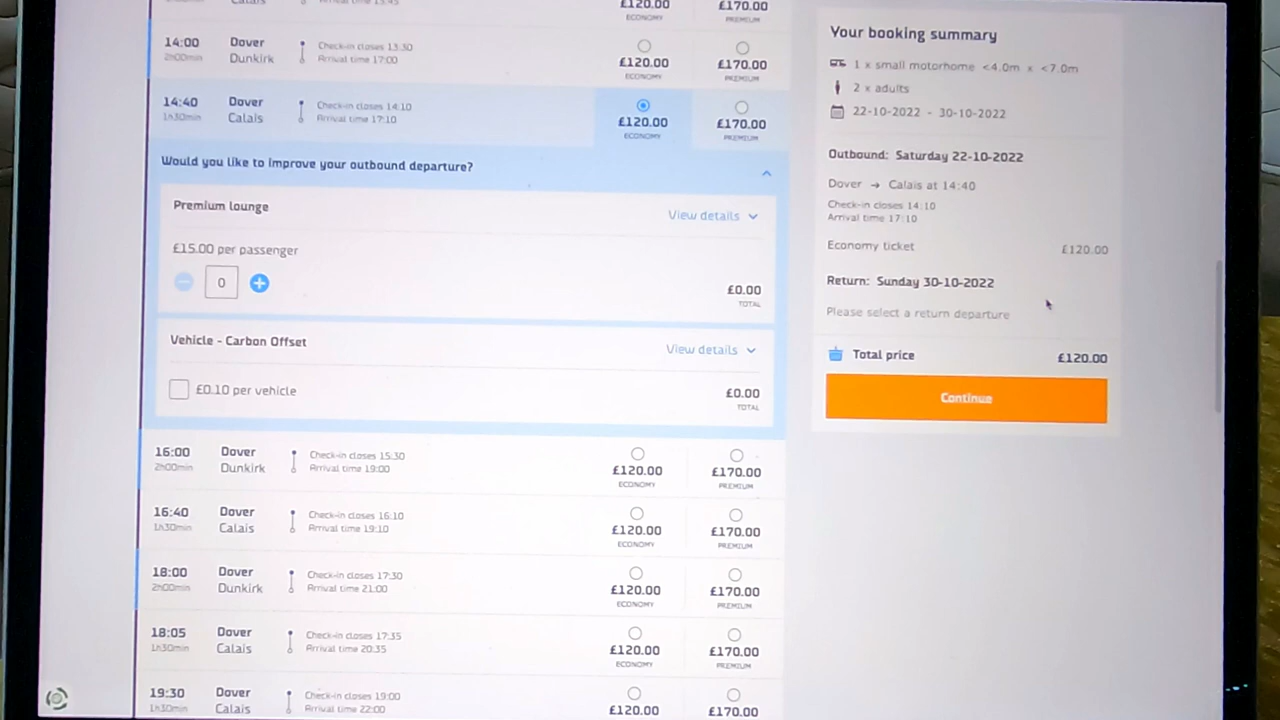 Calais
£120.00
£170.00
ECONOMY
PREMIUM
14:00
Dover
Check-in closes 13:30
2h00min
Dunkirk
Arrival time 17:00
£120.00
£170.00
ECONOMY
PREMIUM
14:40
Dover
Check-in closes 14:10
1h30min
Calais
Arrival time 17:10
£120.00
£170.00
ECONOMY
PREMIUM
Would you like to improve your outbound departure?
Premium lounge
View details
£15.00 per passenger
0
£0.00
TOTAL
Vehicle - Carbon Offset
View details
£0.10 per vehicle
£0.00
TOTAL
16:00
Dover
Check-in closes 15:30
2h00min
Dunkirk
Arrival time 19:00
£120.00
£170.00
ECONOMY
PREMIUM
16:40
Dover
Check-in closes 16:10
1h30min
Calais
Arrival time 19:10
£120.00
£170.00
ECONOMY
PREMIUM
18:00
Dover
Check-in closes 17:30
2h00min
Dunkirk
Arrival time 21:00
£120.00
£170.00
ECONOMY
PREMIUM
18:05
Dover
Check-in closes 17:35
1h30min
Calais
Arrival time 20:35
£120.00
£170.00
ECONOMY
PREMIUM
19:30
Dover
Check-in closes 19:00
1h30min
Calais
Arrival time 22:00
£120.00
£170.00
Your booking summary
1 x small motorhome <4.0m x <7.0m
2 x adults
22-10-2022 - 30-10-2022
Outbound: Saturday 22-10-2022
Dover → Calais at 14:40
Check-in closes 14:10
Arrival time 17:10
Economy ticket £120.00
Return: Sunday 30-10-2022
Please select a return departure
Total price £120.00
Continue